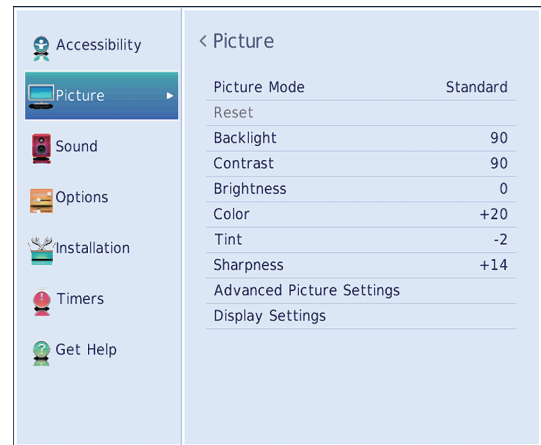 Accessibility
Picture
Sound
Options
Installation
Timers
Get Help
< Picture
Picture Mode Standard
Reset
Backlight 90
Contrast 90
Brightness 0
Color +20
Tint -2
Sharpness +14
Advanced Picture Settings
Display Settings